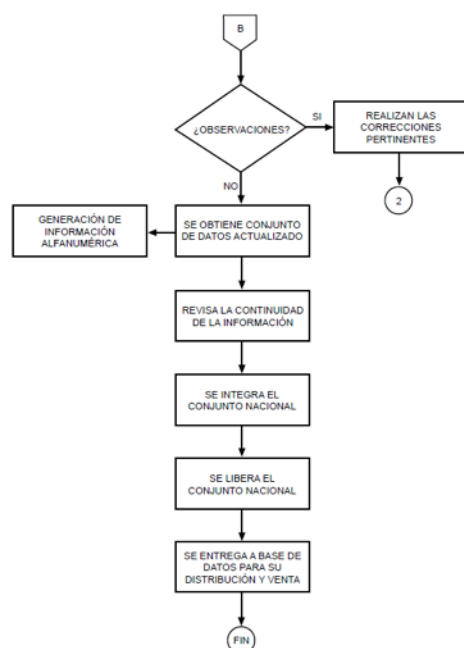 B
¿OBSERVACIONES?
SI
REALIZAN LAS
CORRECCIONES
PERTINENTES
2
NO
GENERACIÓN DE
INFORMACIÓN
ALFANUMÉRICA
SE OBTIENE CONJUNTO
DE DATOS ACTUALIZADO
REVISA LA CONTINUIDAD
DE LA INFORMACIÓN
SE INTEGRA EL
CONJUNTO NACIONAL
SE LIBERA EL
CONJUNTO NACIONAL
SE ENTREGA A BASE DE
DATOS PARA SU
DISTRIBUCIÓN Y VENTA
FIN